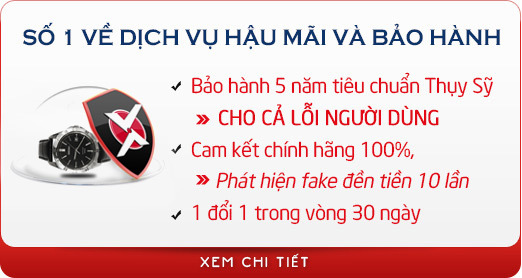 SỐ 1 VỀ DỊCH VỤ HẬU MÃI VÀ BẢO HÀNH
Bảo hành 5 năm tiêu chuẩn Thụy Sỹ
» CHO CẢ LỖI NGƯỜI DÙNG
Cam kết chính hãng 100%,
» Phát hiện fake đền tiền 10 lần
1 đổi 1 trong vòng 30 ngày
XEM CHI TIẾT